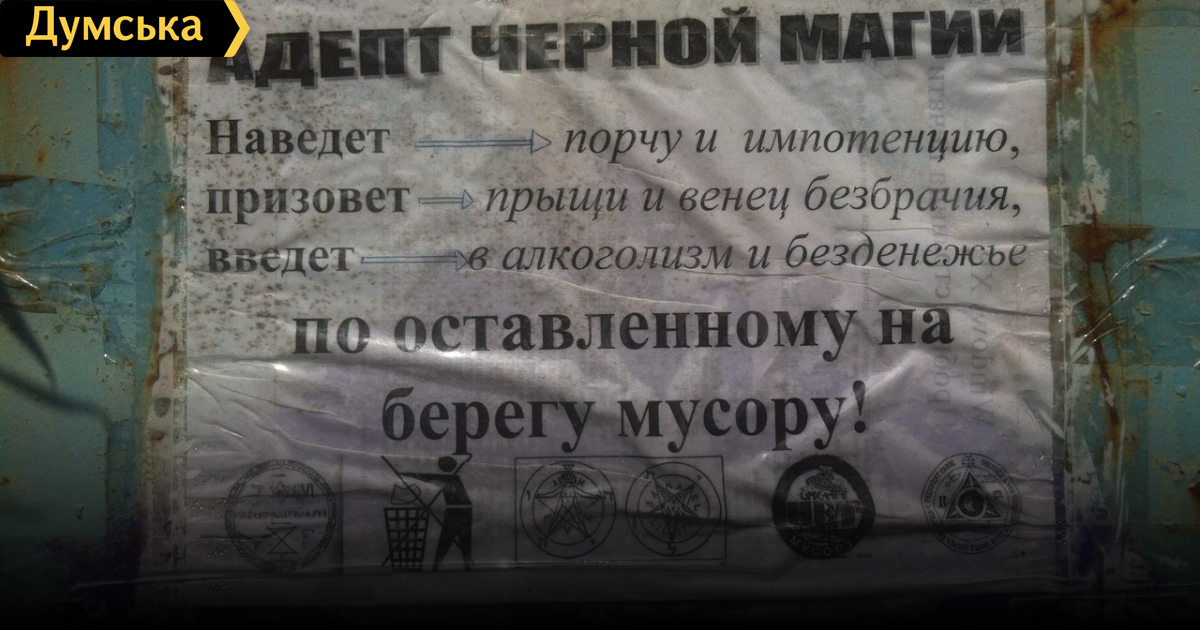 Думська
АДЕПТ ЧЕРНОЙ МАГИИ
Наведет порчу и импотенцию,
призовет прыщи и венец безбрачия,
введет в алкоголизм и безденежье
по оставленному на
берегу мусору!